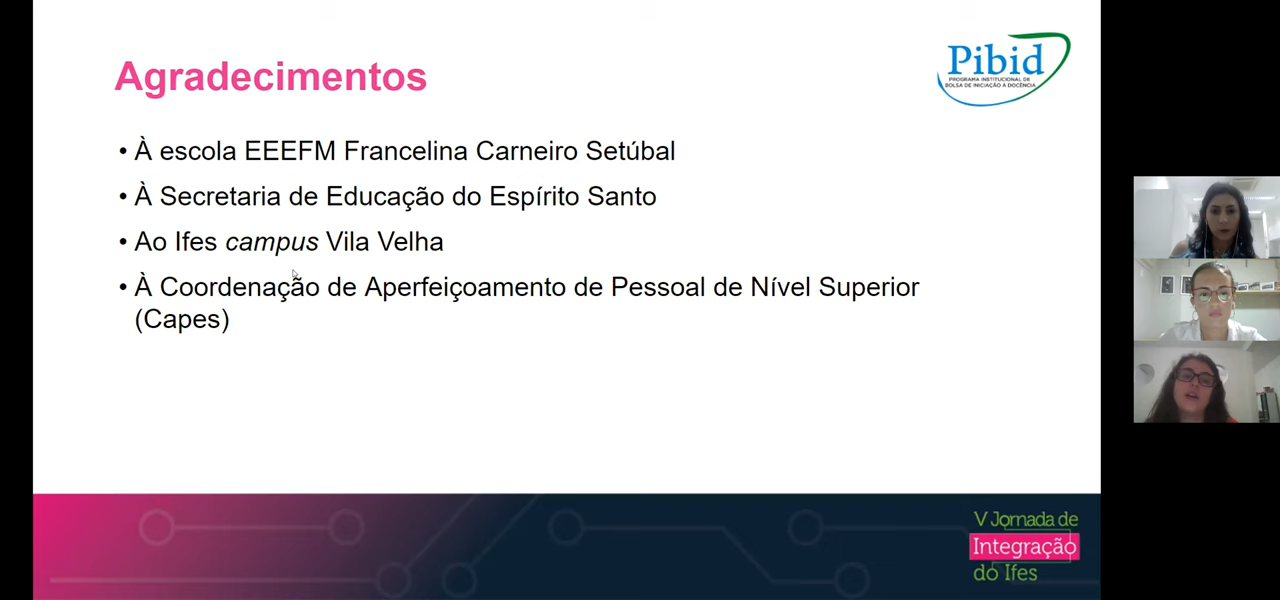 Agradecimentos
Pibid
PROGRAMA INSTITUCIONAL DE
BOLSA DE INICIAÇÃO À DOCÊNCIA
• À escola EEEFM Francelina Carneiro Setúbal
• À Secretaria de Educação do Espírito Santo
• Ao Ifes campus Vila Velha
• À Coordenação de Aperfeiçoamento de Pessoal de Nível Superior
(Capes)
V Jornada de
Integração
do Ifes